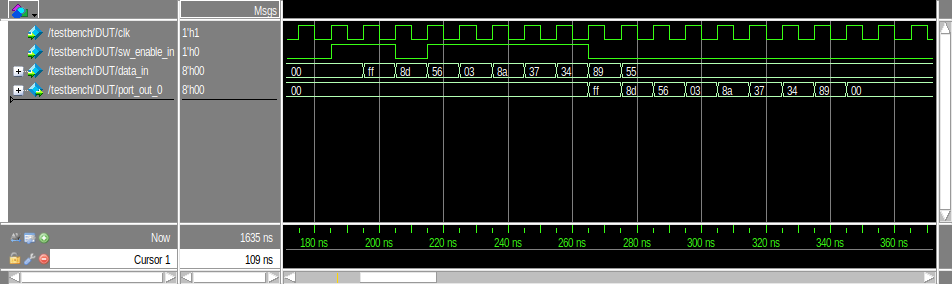 Msgs
/testbench/DUT/clk 1'h1
/testbench/DUT/sw_enable_in 1'h0
/testbench/DUT/data_in 8'h00 00 ff 8d 56 03 8a 37 34 89 55
/testbench/DUT/port_out_0 8'h00 00 ff 8d 56 03 8a 37 34 89 00
Now 1635 ns 180 ns 200 ns 220 ns 240 ns 260 ns 280 ns 300 ns 320 ns 340 ns 360 ns
Cursor 1 109 ns